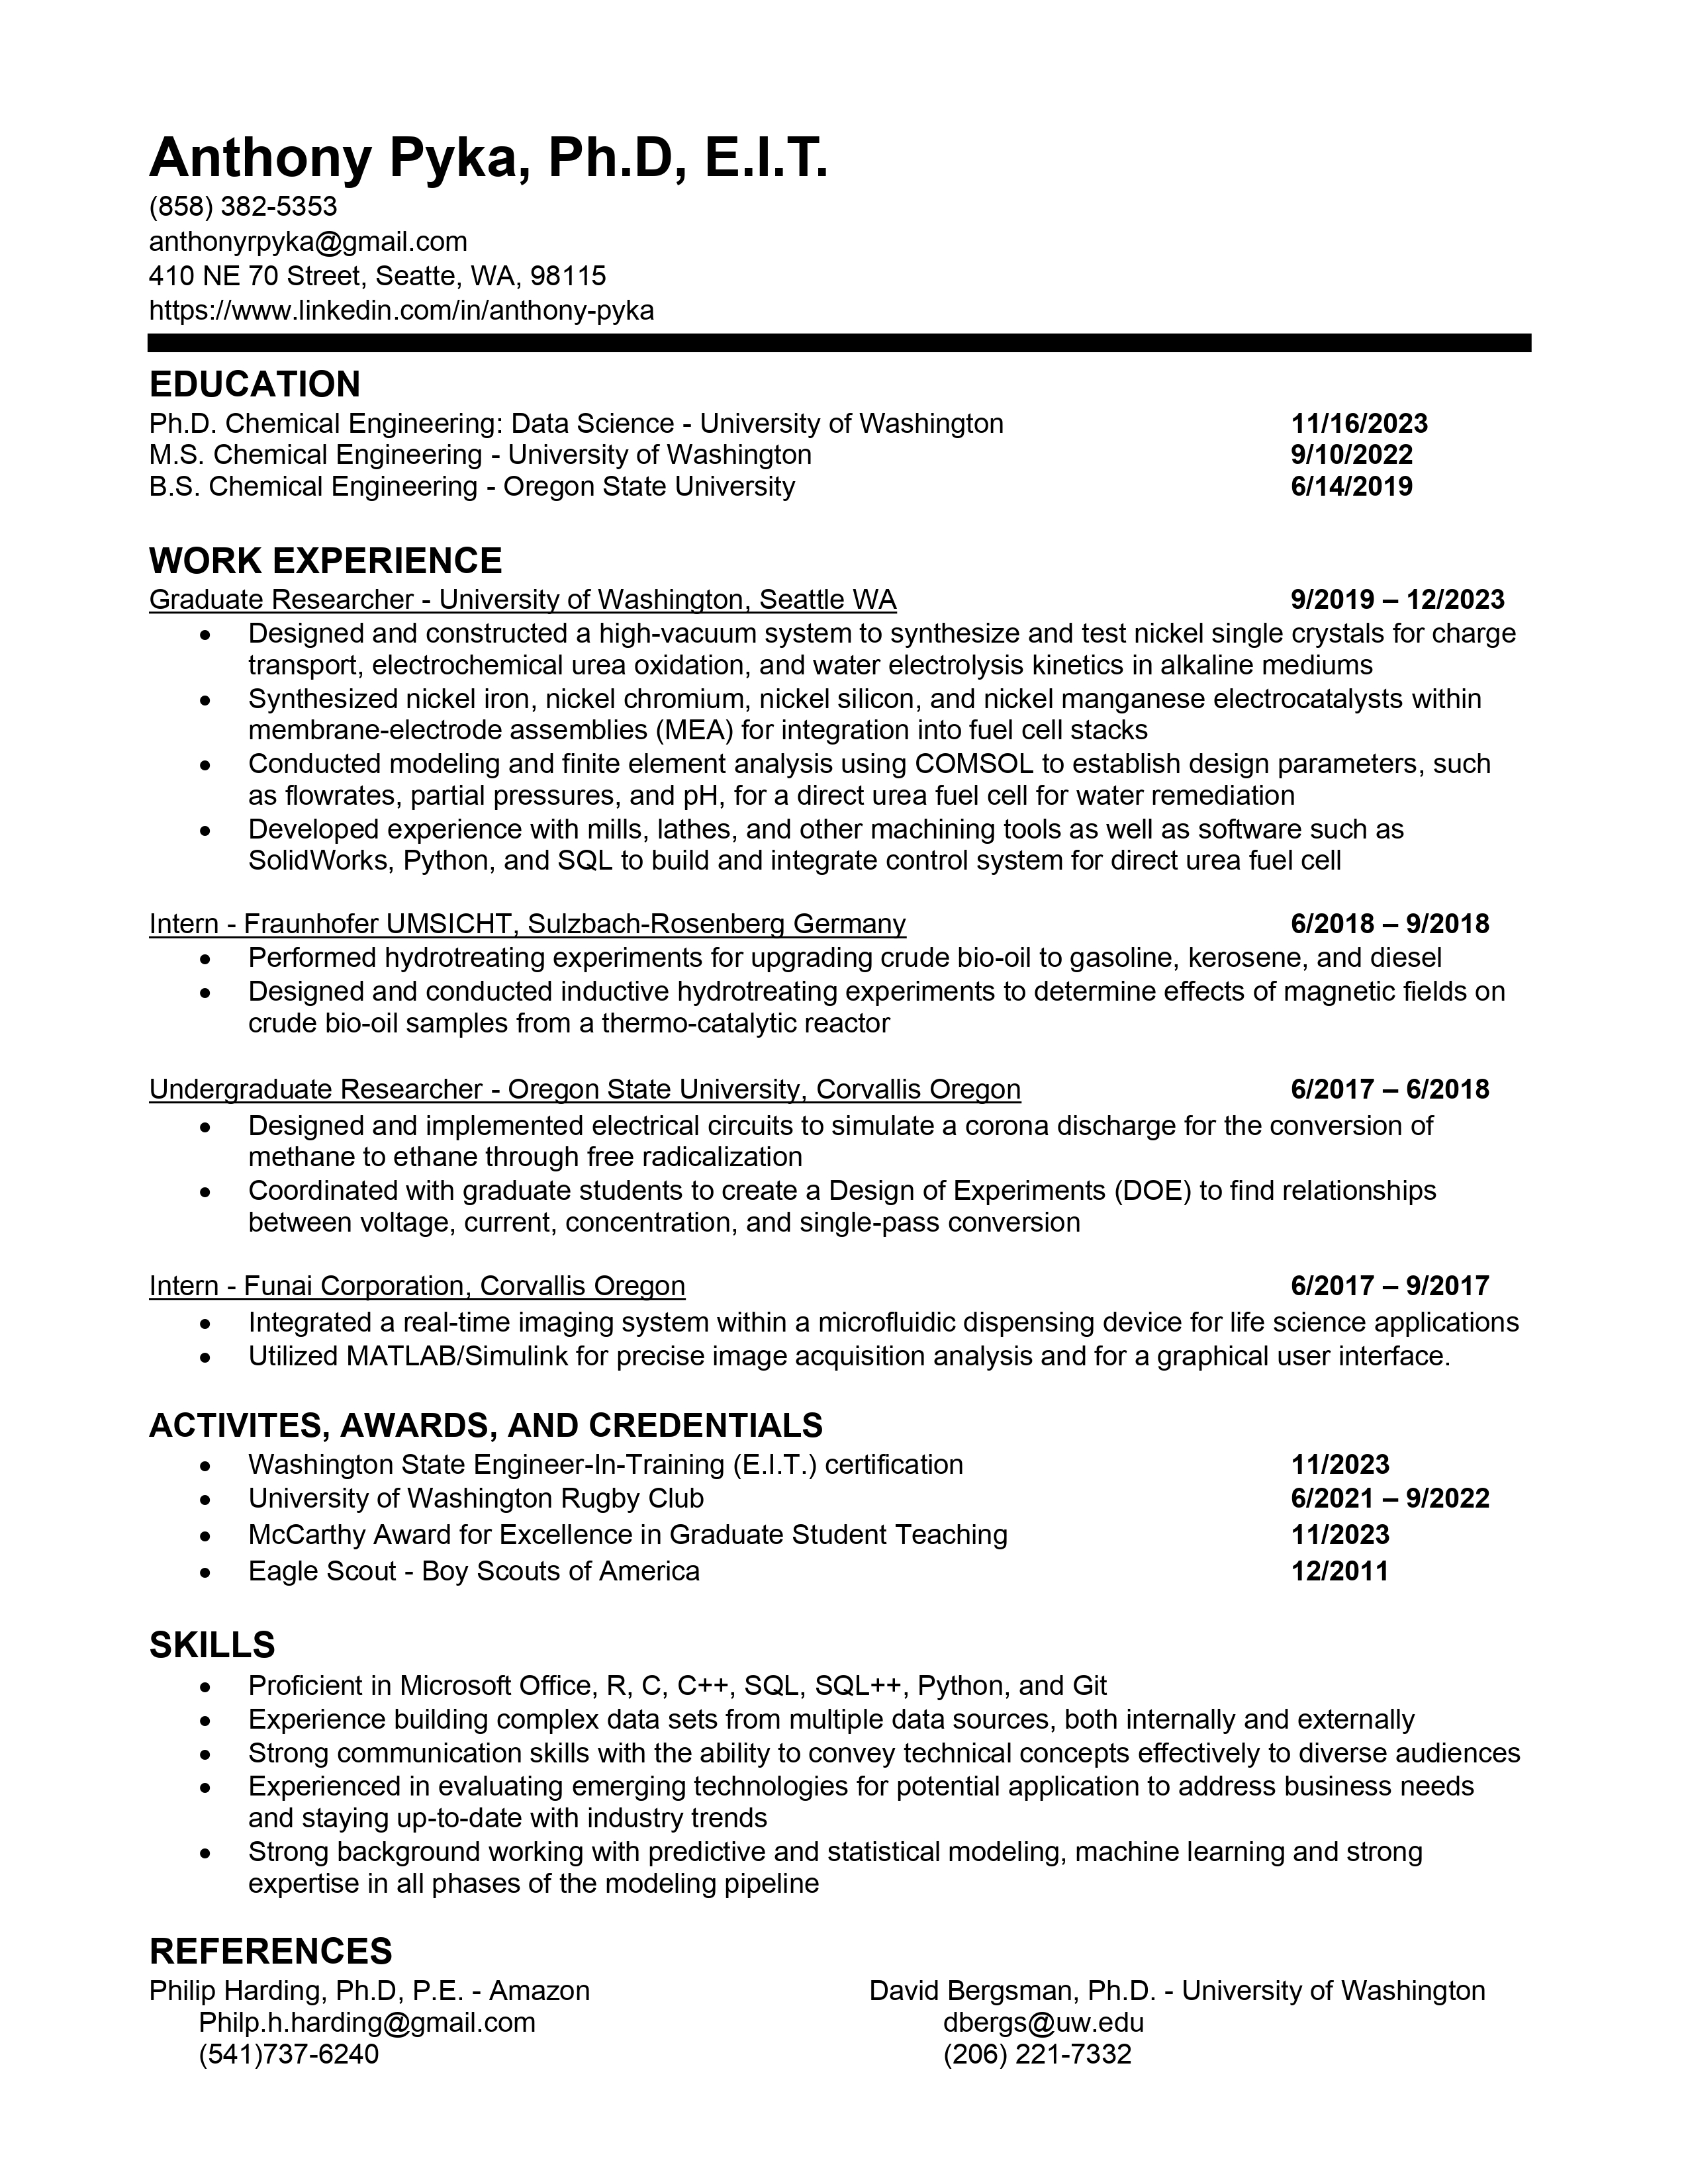 Anthony Pyka, Ph.D, E.I.T.
(858) 382-5353
anthonyrpyka@gmail.com
410 NE 70 Street, Seatte, WA, 98115
https://www.linkedin.com/in/anthony-pyka
EDUCATION
Ph.D. Chemical Engineering: Data Science - University of Washington 11/16/2023
M.S. Chemical Engineering - University of Washington 9/10/2022
B.S. Chemical Engineering - Oregon State University 6/14/2019
WORK EXPERIENCE
Graduate Researcher - University of Washington, Seattle WA 9/2019 – 12/2023
• Designed and constructed a high-vacuum system to synthesize and test nickel single crystals for charge
transport, electrochemical urea oxidation, and water electrolysis kinetics in alkaline mediums
• Synthesized nickel iron, nickel chromium, nickel silicon, and nickel manganese electrocatalysts within
membrane-electrode assemblies (MEA) for integration into fuel cell stacks
• Conducted modeling and finite element analysis using COMSOL to establish design parameters, such
as flowrates, partial pressures, and pH, for a direct urea fuel cell for water remediation
• Developed experience with mills, lathes, and other machining tools as well as software such as
SolidWorks, Python, and SQL to build and integrate control system for direct urea fuel cell
Intern - Fraunhofer UMSICHT, Sulzbach-Rosenberg Germany 6/2018 – 9/2018
• Performed hydrotreating experiments for upgrading crude bio-oil to gasoline, kerosene, and diesel
• Designed and conducted inductive hydrotreating experiments to determine effects of magnetic fields on
crude bio-oil samples from a thermo-catalytic reactor
Undergraduate Researcher - Oregon State University, Corvallis Oregon 6/2017 – 6/2018
• Designed and implemented electrical circuits to simulate a corona discharge for the conversion of
methane to ethane through free radicalization
• Coordinated with graduate students to create a Design of Experiments (DOE) to find relationships
between voltage, current, concentration, and single-pass conversion
Intern - Funai Corporation, Corvallis Oregon 6/2017 – 9/2017
• Integrated a real-time imaging system within a microfluidic dispensing device for life science applications
• Utilized MATLAB/Simulink for precise image acquisition analysis and for a graphical user interface.
ACTIVITES, AWARDS, AND CREDENTIALS
• Washington State Engineer-In-Training (E.I.T.) certification 11/2023
• University of Washington Rugby Club 6/2021 – 9/2022
• McCarthy Award for Excellence in Graduate Student Teaching 11/2023
• Eagle Scout - Boy Scouts of America 12/2011
SKILLS
• Proficient in Microsoft Office, R, C, C++, SQL, SQL++, Python, and Git
• Experience building complex data sets from multiple data sources, both internally and externally
• Strong communication skills with the ability to convey technical concepts effectively to diverse audiences
• Experienced in evaluating emerging technologies for potential application to address business needs
and staying up-to-date with industry trends
• Strong background working with predictive and statistical modeling, machine learning and strong
expertise in all phases of the modeling pipeline
REFERENCES
Philip Harding, Ph.D, P.E. - Amazon David Bergsman, Ph.D. - University of Washington
Philp.h.harding@gmail.com dbergs@uw.edu
(541)737-6240 (206) 221-7332